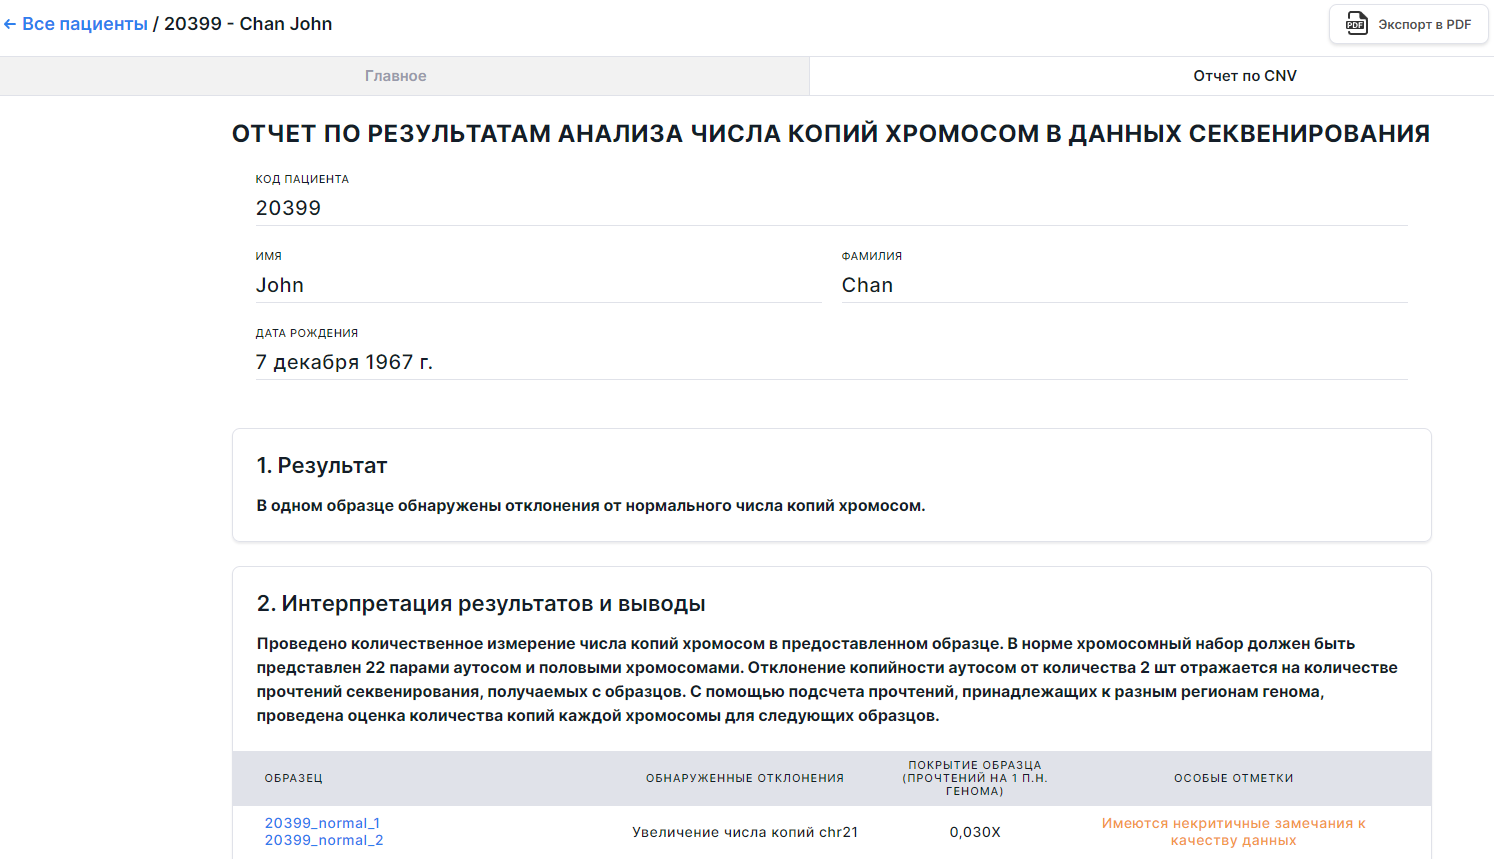 ← Все пациенты / 20399 - Chan John
Экспорт в PDF
Главное
Отчет по CNV
ОТЧЕТ ПО РЕЗУЛЬТАТАМ АНАЛИЗА ЧИСЛА КОПИЙ ХРОМОСОМ В ДАННЫХ СЕКВЕНИРОВАНИЯ
КОД ПАЦИЕНТА
20399
ИМЯ
John
ФАМИЛИЯ
Chan
ДАТА РОЖДЕНИЯ
7 декабря 1967 г.
1. Результат
В одном образце обнаружены отклонения от нормального числа копий хромосом.
2. Интерпретация результатов и выводы
Проведено количественное измерение числа копий хромосом в предоставленном образце. В норме хромосомный набор должен быть
представлен 22 парами аутосом и половыми хромосомами. Отклонение копийности аутосом от количества 2 шт отражается на количестве
прочтений секвенирования, получаемых с образцов. С помощью подсчета прочтений, принадлежащих к разным регионам генома,
проведена оценка количества копий каждой хромосомы для следующих образцов.
ОБРАЗЕЦ
ОБНАРУЖЕННЫЕ ОТКЛОНЕНИЯ
ПОКРЫТИЕ ОБРАЗЦА
(ПРОЧТЕНИЙ НА 1 П.Н.
ГЕНОМА)
ОСОБЫЕ ОТМЕТКИ
20399_normal_1
20399_normal_2
Увеличение числа копий chr21
0,030X
Имеются некритичные замечания к
качеству данных